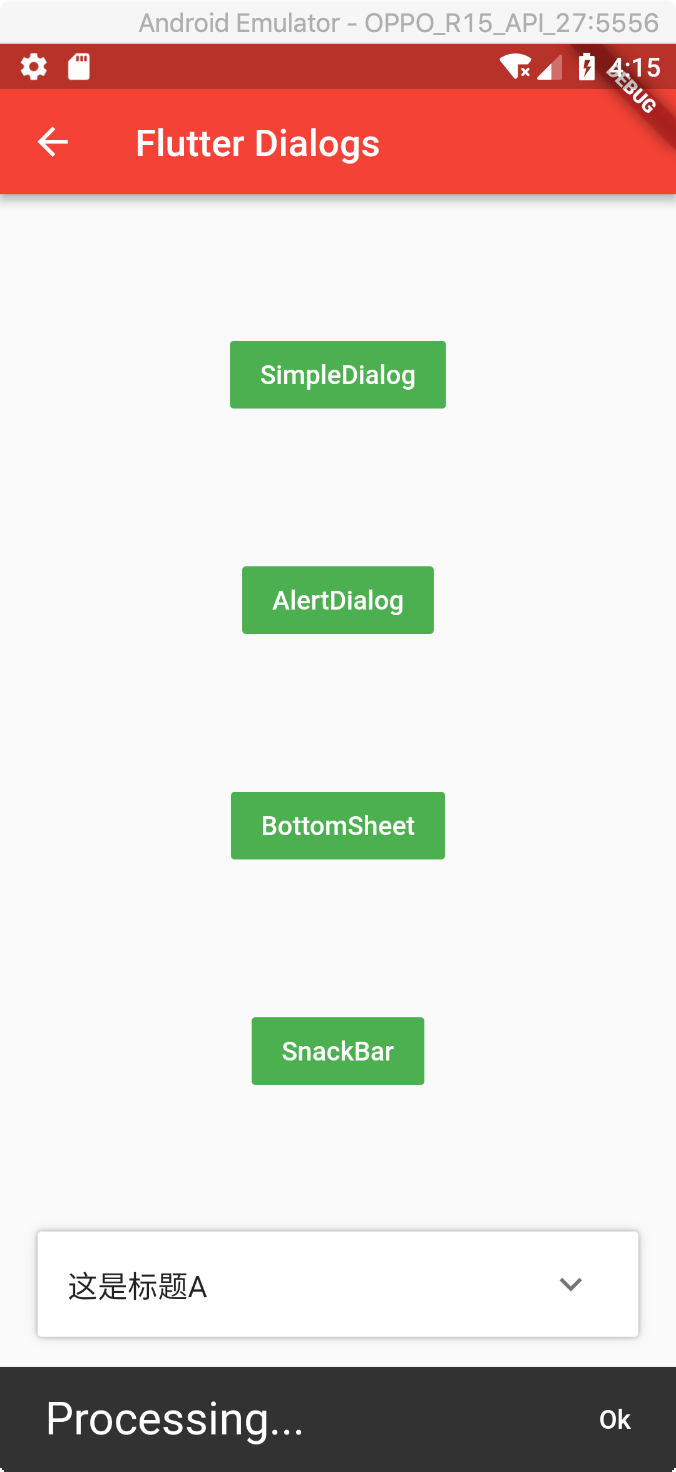 Android Emulator - OPPO_R15_API_27:5556
4:15
DEBUG
Flutter Dialogs
SimpleDialog
AlertDialog
BottomSheet
SnackBar
这是标题A
Processing...
Ok